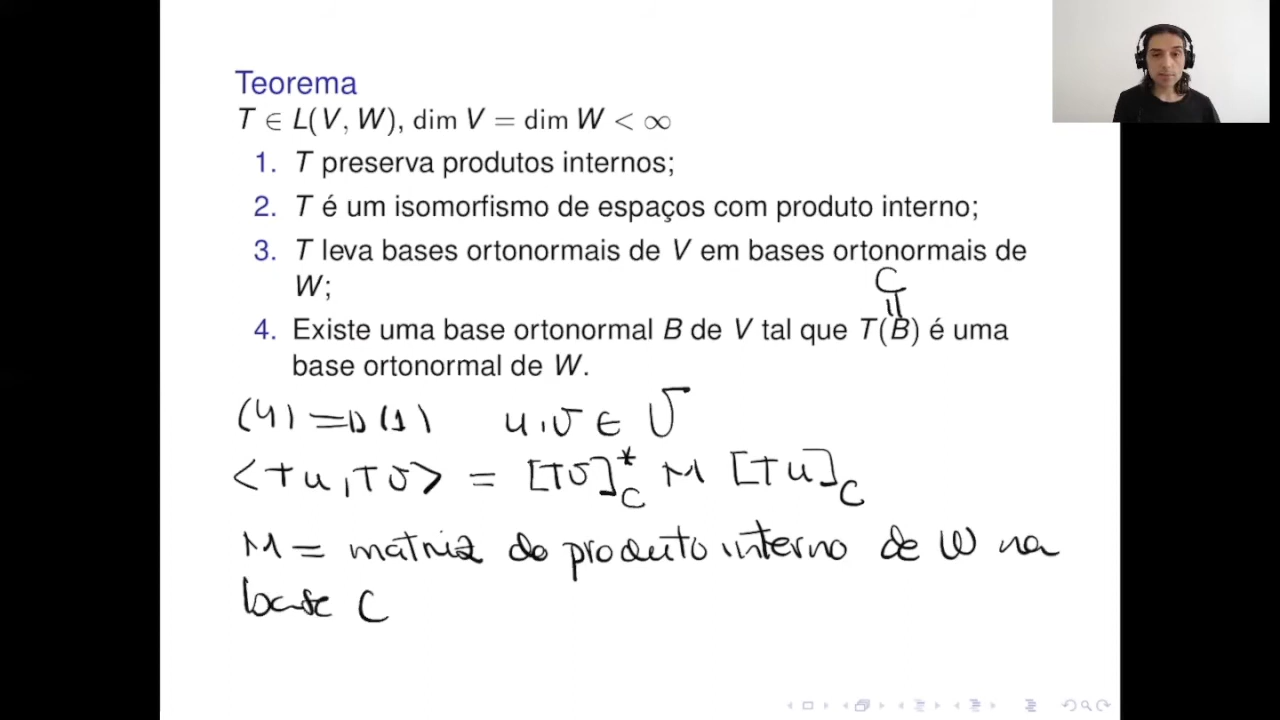 Teorema
T ∈ L(V, W), dim V = dim W < ∞
1. T preserva produtos internos;
2. T é um isomorfismo de espaços com produto interno;
3. T leva bases ortonormais de V em bases ortonormais de
W;
C
=
4. Existe uma base ortonormal B de V tal que T(B) é uma
base ortonormal de W.
(4) ⇒ (1) u, v ∈ V
<Tu, Tv> = [Tv]*_C M [Tu]_C
M = matriz do produto interno de W na
base C